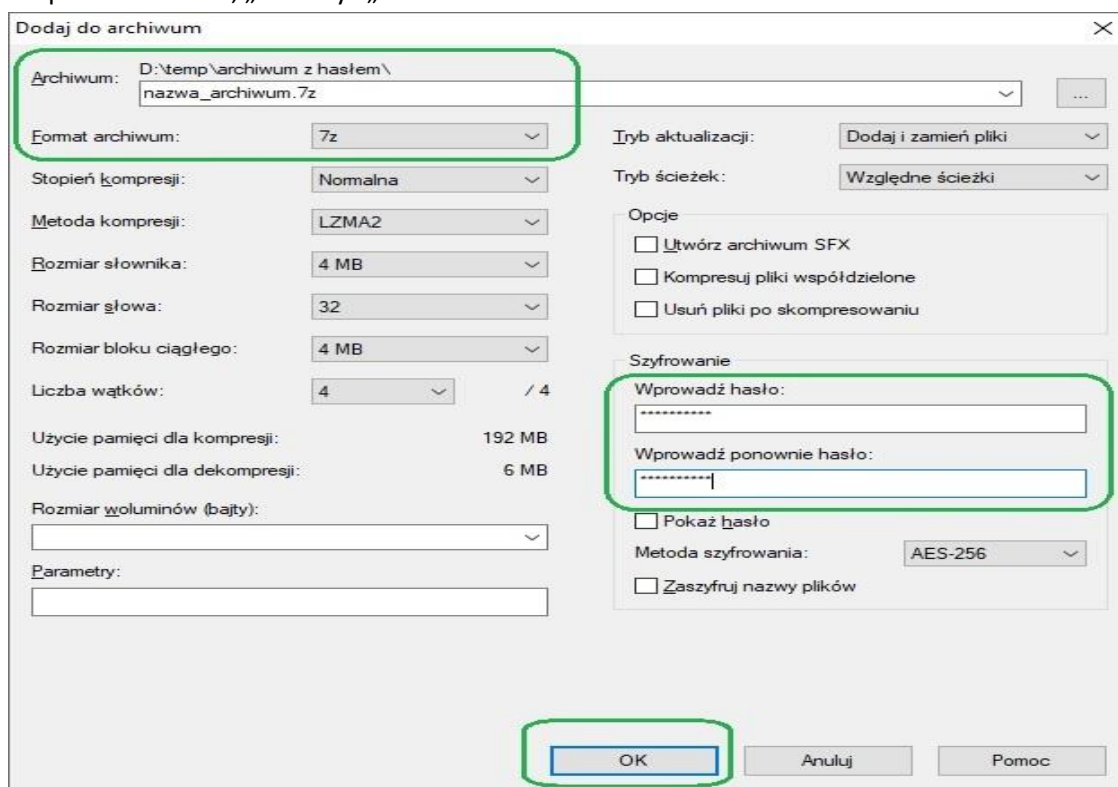 Dodaj do archiwum
Archiwum: D:\temp\archiwum z hasłem\
nazwa_archiwum.7z
...
Format archiwum: 7z
Stopień kompresji: Normalna
Metoda kompresji: LZMA2
Rozmiar słownika: 4 MB
Rozmiar słowa: 32
Rozmiar bloku ciągłego: 4 MB
Liczba wątków: 4 / 4
Użycie pamięci dla kompresji: 192 MB
Użycie pamięci dla dekompresji: 6 MB
Rozmiar woluminów (bajty):
Parametry:
Tryb aktualizacji: Dodaj i zamień pliki
Tryb ścieżek: Względne ścieżki
Opcje
Utwórz archiwum SFX
Kompresuj pliki współdzielone
Usuń pliki po skompresowaniu
Szyfrowanie
Wprowadź hasło:
**********
Wprowadź ponownie hasło:
**********
Pokaż hasło
Metoda szyfrowania: AES-256
Zaszyfruj nazwy plików
OK Anuluj Pomoc